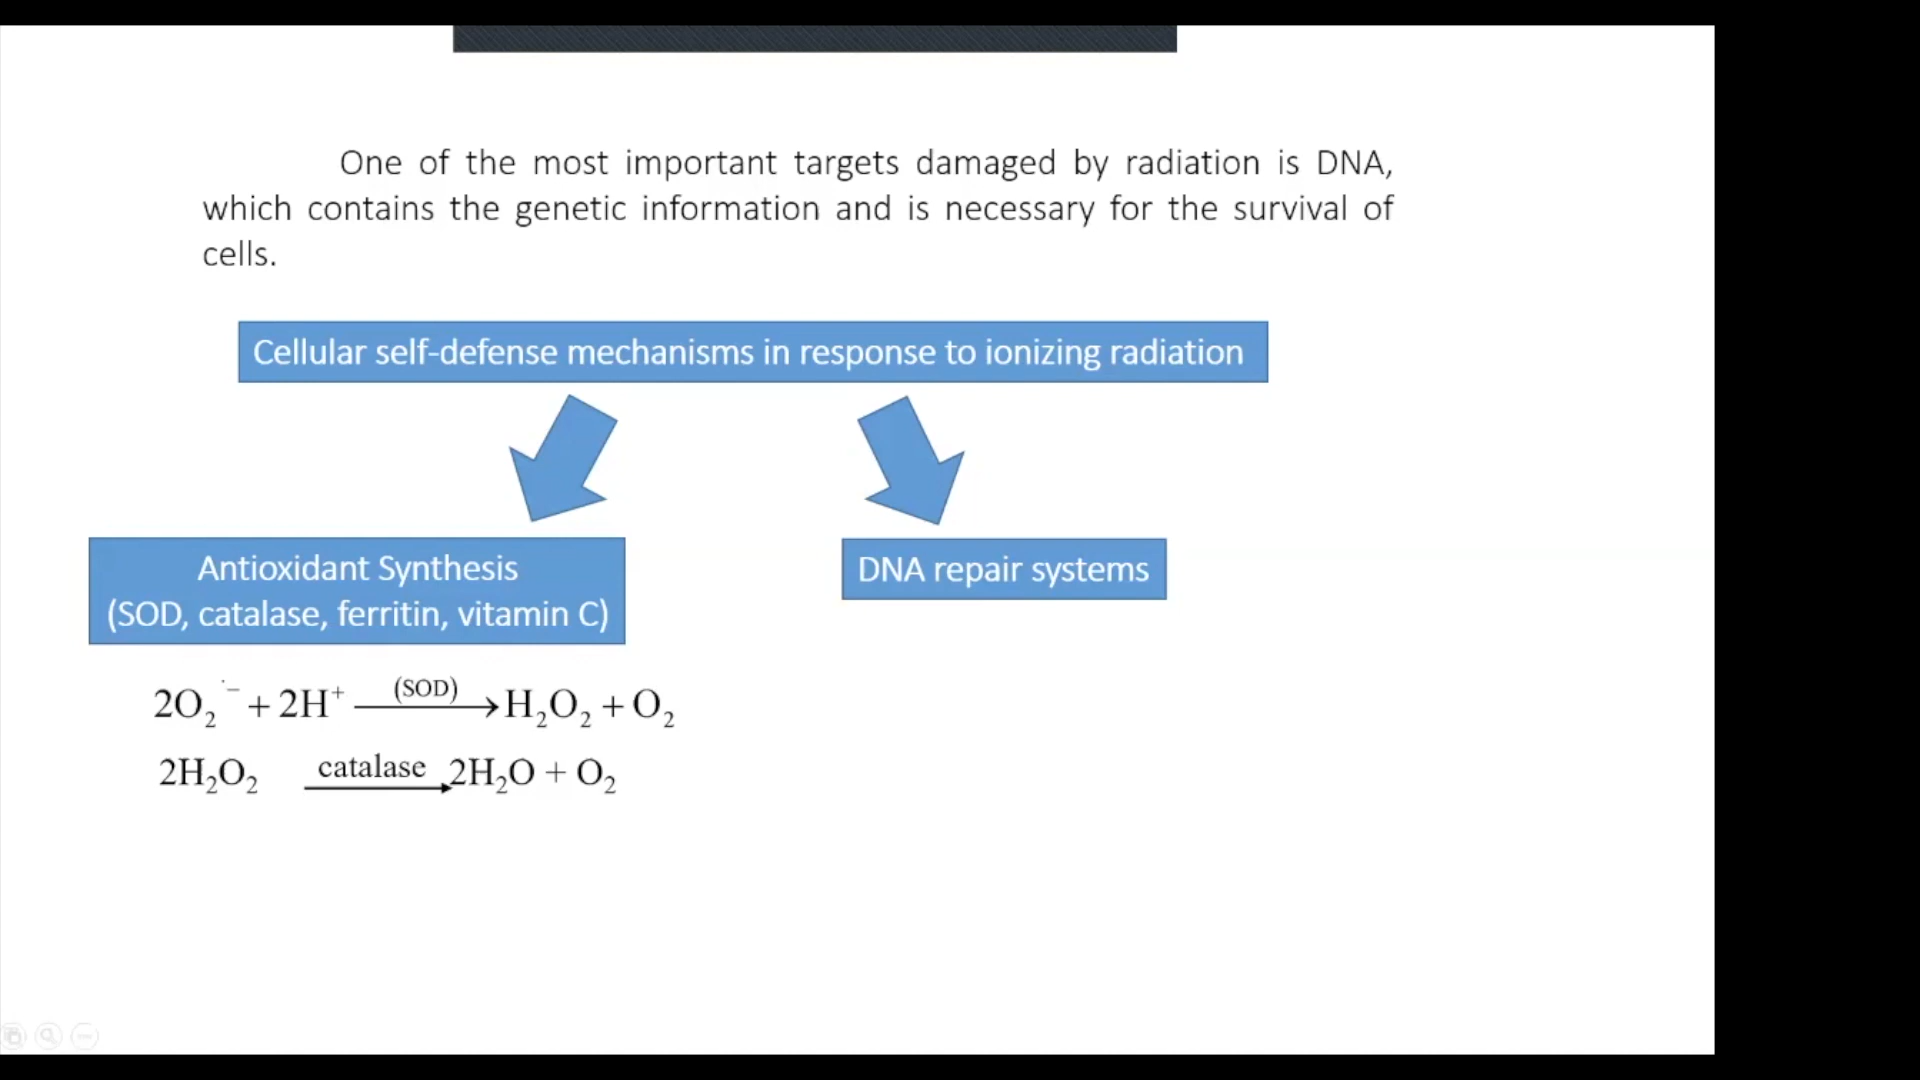 One of the most important targets damaged by radiation is DNA,
which contains the genetic information and is necessary for the survival of
cells.
Cellular self-defense mechanisms in response to ionizing radiation
Antioxidant Synthesis
(SOD, catalase, ferritin, vitamin C)
DNA repair systems
2O₂˙⁻ + 2H⁺ (SOD)→ H₂O₂ + O₂
2H₂O₂ catalase→ 2H₂O + O₂